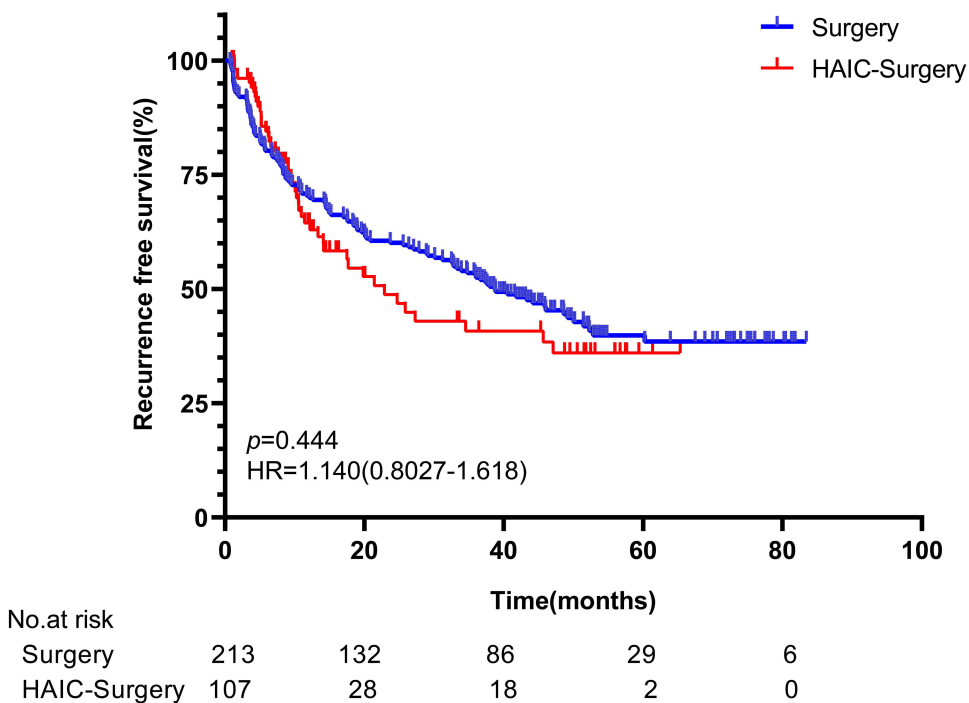 Surgery
HAIC-Surgery
Recurrence free survival(%)
100
75
50
25
0
p=0.444
HR=1.140(0.8027-1.618)
0 20 40 60 80 100
Time(months)
No.at risk
Surgery 213 132 86 29 6
HAIC-Surgery 107 28 18 2 0